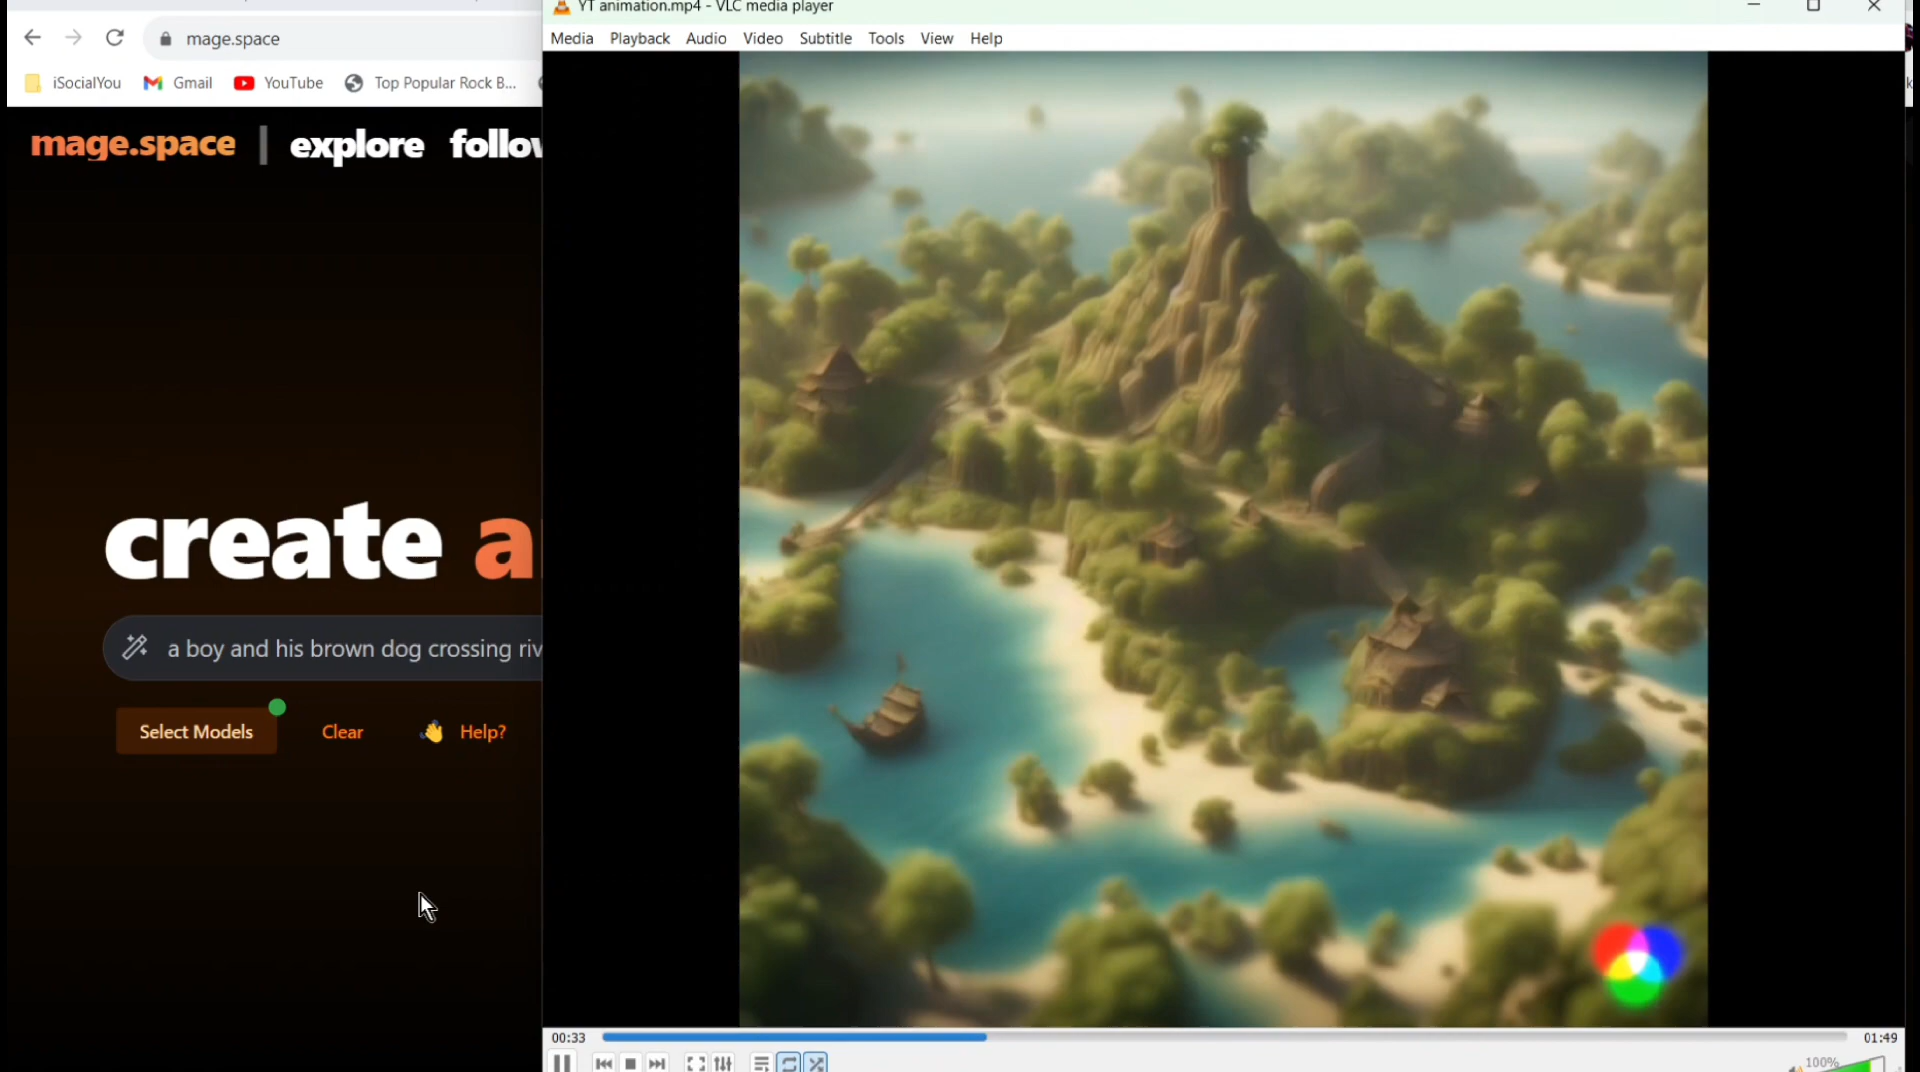 mage.space
iSocialYou Gmail YouTube Top Popular Rock B...
mage.space | explore follow
create a
a boy and his brown dog crossing riv
Select Models Clear Help?
YT animation.mp4 - VLC media player
Media Playback Audio Video Subtitle Tools View Help
00:33 01:49
100%